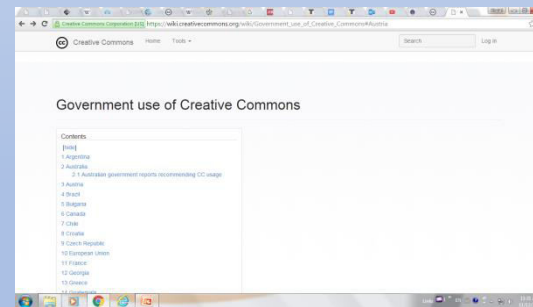 Creative Commons Corporation [US] https://wiki.creativecommons.org/wiki/Government_use_of_Creative_Commons#Austria
Creative Commons Home Tools Search Log in
Government use of Creative Commons
Contents
[hide]
1 Argentina
2 Australia
2.1 Australian government reports recommending CC usage
3 Austria
4 Brazil
5 Bulgaria
6 Canada
7 Chile
8 Croatia
9 Czech Republic
10 European Union
11 France
12 Georgia
13 Greece